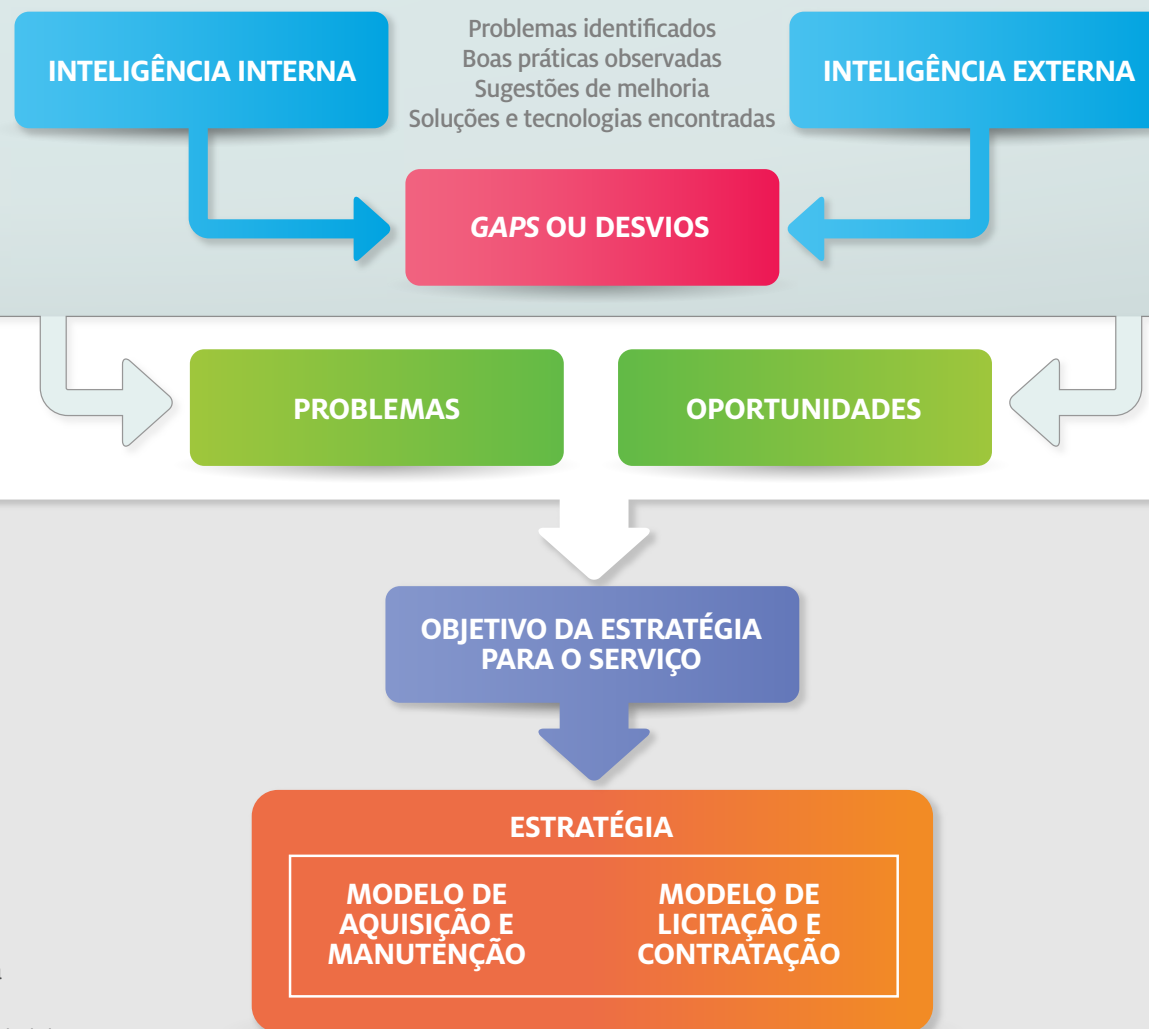 INTELIGÊNCIA INTERNA
Problemas identificados
Boas práticas observadas
Sugestões de melhoria
Soluções e tecnologias encontradas
INTELIGÊNCIA EXTERNA
GAPS OU DESVIOS
PROBLEMAS
OPORTUNIDADES
OBJETIVO DA ESTRATÉGIA
PARA O SERVIÇO
ESTRATÉGIA
MODELO DE
AQUISIÇÃO E
MANUTENÇÃO
MODELO DE
LICITAÇÃO E
CONTRATAÇÃO